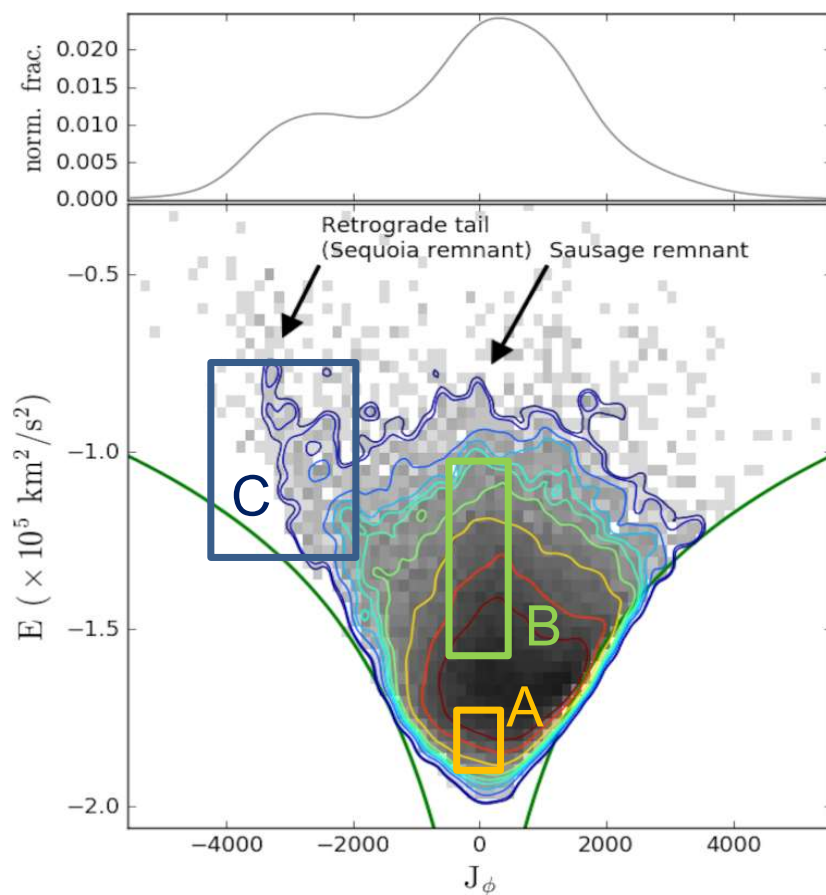 norm. frac.
0.020
0.015
0.010
0.005
0.000
Retrograde tail
(Sequoia remnant)
Sausage remnant
E (× 10⁵ km²/s²)
−0.5
−1.0
−1.5
−2.0
C
B
A
−4000 −2000 0 2000 4000
J_ϕ